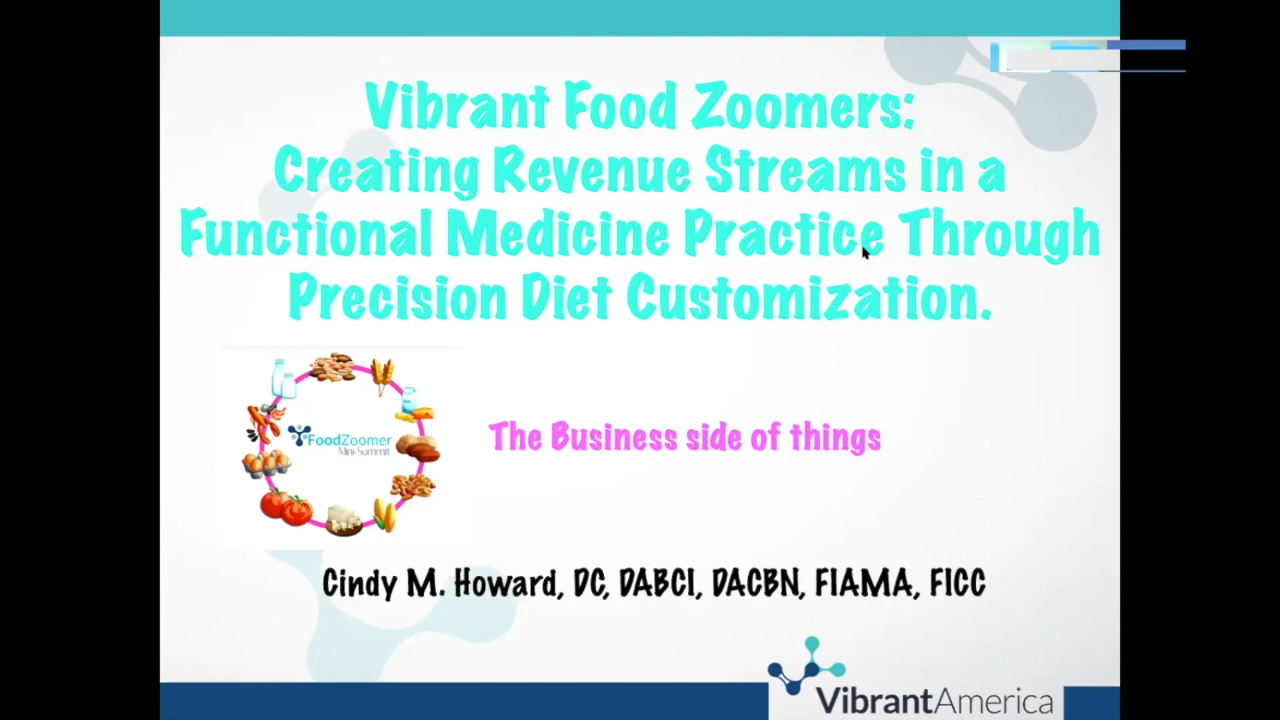 Vibrant Food Zoomers:
Creating Revenue Streams in a
Functional Medicine Practice Through
Precision Diet Customization.
FoodZoomer
Mini-Summit
The Business side of things
Cindy M. Howard, DC, DABCI, DACBN, FIAMA, FICC
VibrantAmerica